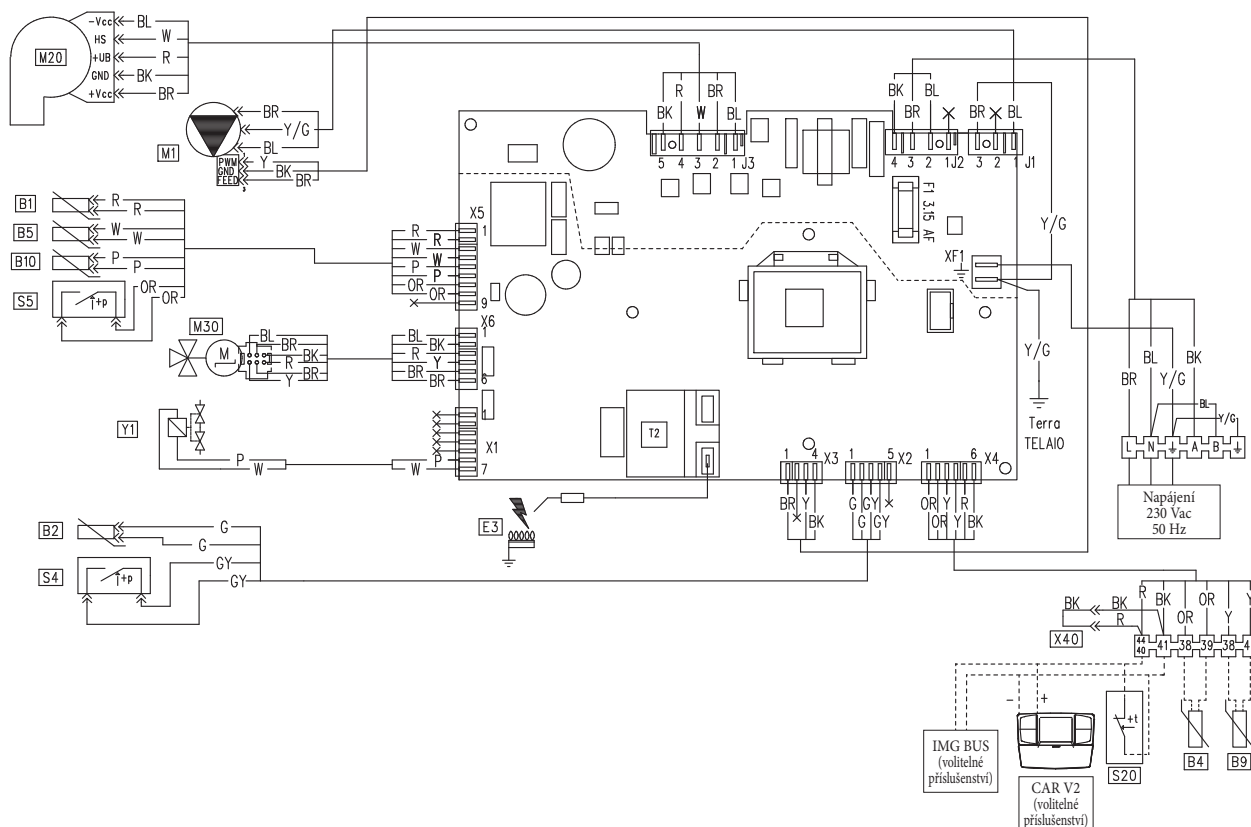 -Vcc BL
HS W
M20 +UB R
GND BK
+Vcc BR
BR
Y/G
BL
M1 PWM Y
GND BK
FEED BR
3
B1 R
R
B5 W
W
B10 P
P
S5 +p OR
OR
M30
M
BL
BR
BK
R
BR
Y
Y1
P
W
B2 G
G
S4 +p GY
GY
X5
R 1
R
W
W
P
P
OR
OR
9
X6
BL 1
BK
R
Y
BR
BR 6
1
X1
P
W 7
BK R W BR BL
5 4 3 2 1 J3
BK BR BL
4 3 2 1 J2
BR BL
3 2 1 J1
F1 3.15 AF
XF1
Y/G
Y/G
Terra
TELAIO
T2
E3
1 4 X3
BR Y BK
1 5 X2
G G GY GY
1 6 X4
OR OR Y Y R BK
BR BL Y/G BK
BL
Y/G
L N A B
Napájení
230 Vac
50 Hz
BK BK
R
X40
R BK OR OR Y Y
44
40 41 38 39 38 4
- +
IMG BUS
(volitelné
příslušenství)
CAR V2
(volitelné
příslušenství)
+t
S20
B4
B9